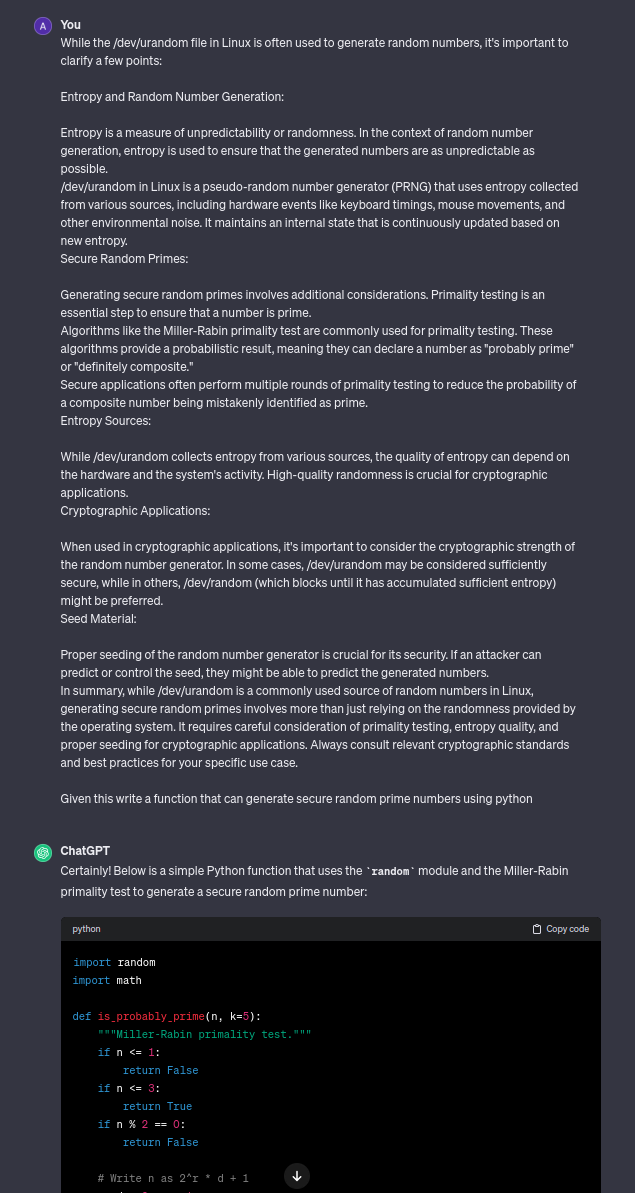 A You
While the /dev/urandom file in Linux is often used to generate random numbers, it's important to
clarify a few points:
Entropy and Random Number Generation:
Entropy is a measure of unpredictability or randomness. In the context of random number
generation, entropy is used to ensure that the generated numbers are as unpredictable as
possible.
/dev/urandom in Linux is a pseudo-random number generator (PRNG) that uses entropy collected
from various sources, including hardware events like keyboard timings, mouse movements, and
other environmental noise. It maintains an internal state that is continuously updated based on
new entropy.
Secure Random Primes:
Generating secure random primes involves additional considerations. Primality testing is an
essential step to ensure that a number is prime.
Algorithms like the Miller-Rabin primality test are commonly used for primality testing. These
algorithms provide a probabilistic result, meaning they can declare a number as "probably prime"
or "definitely composite."
Secure applications often perform multiple rounds of primality testing to reduce the probability of
a composite number being mistakenly identified as prime.
Entropy Sources:
While /dev/urandom collects entropy from various sources, the quality of entropy can depend on
the hardware and the system's activity. High-quality randomness is crucial for cryptographic
applications.
Cryptographic Applications:
When used in cryptographic applications, it's important to consider the cryptographic strength of
the random number generator. In some cases, /dev/urandom may be considered sufficiently
secure, while in others, /dev/random (which blocks until it has accumulated sufficient entropy)
might be preferred.
Seed Material:
Proper seeding of the random number generator is crucial for its security. If an attacker can
predict or control the seed, they might be able to predict the generated numbers.
In summary, while /dev/urandom is a commonly used source of random numbers in Linux,
generating secure random primes involves more than just relying on the randomness provided by
the operating system. It requires careful consideration of primality testing, entropy quality, and
proper seeding for cryptographic applications. Always consult relevant cryptographic standards
and best practices for your specific use case.
Given this write a function that can generate secure random prime numbers using python
ChatGPT
Certainly! Below is a simple Python function that uses the `random` module and the Miller-Rabin
primality test to generate a secure random prime number:
python Copy code
import random
import math
def is_probably_prime(n, k=5):
"""Miller-Rabin primality test."""
if n <= 1:
return False
if n <= 3:
return True
if n % 2 == 0:
return False
# Write n as 2^r * d + 1